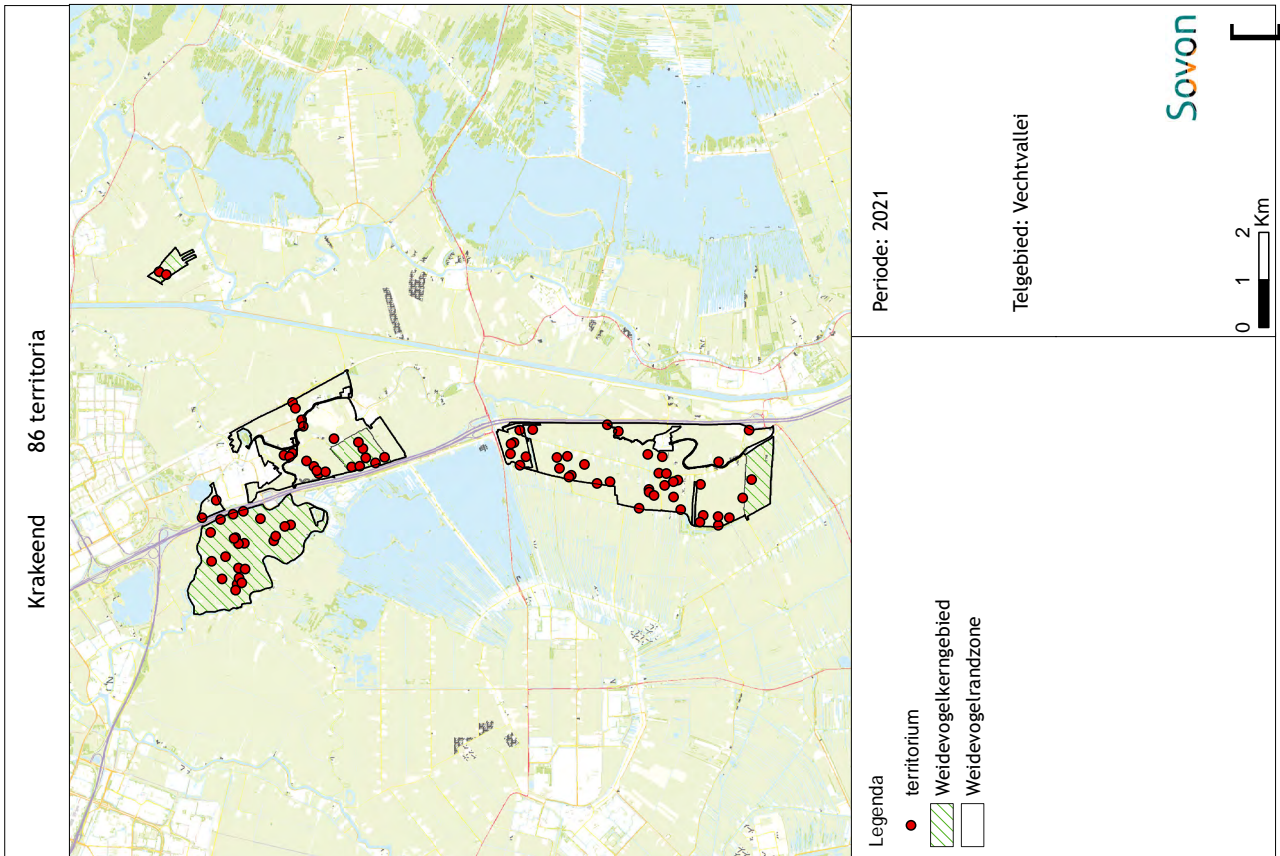 Krakeend 86 territoria
Legenda
territorium
Weidevogelkerngebied
Weidevogelrandzone
Periode: 2021
Telgebied: Vechtvallei
0 1 2
Km
Sovon